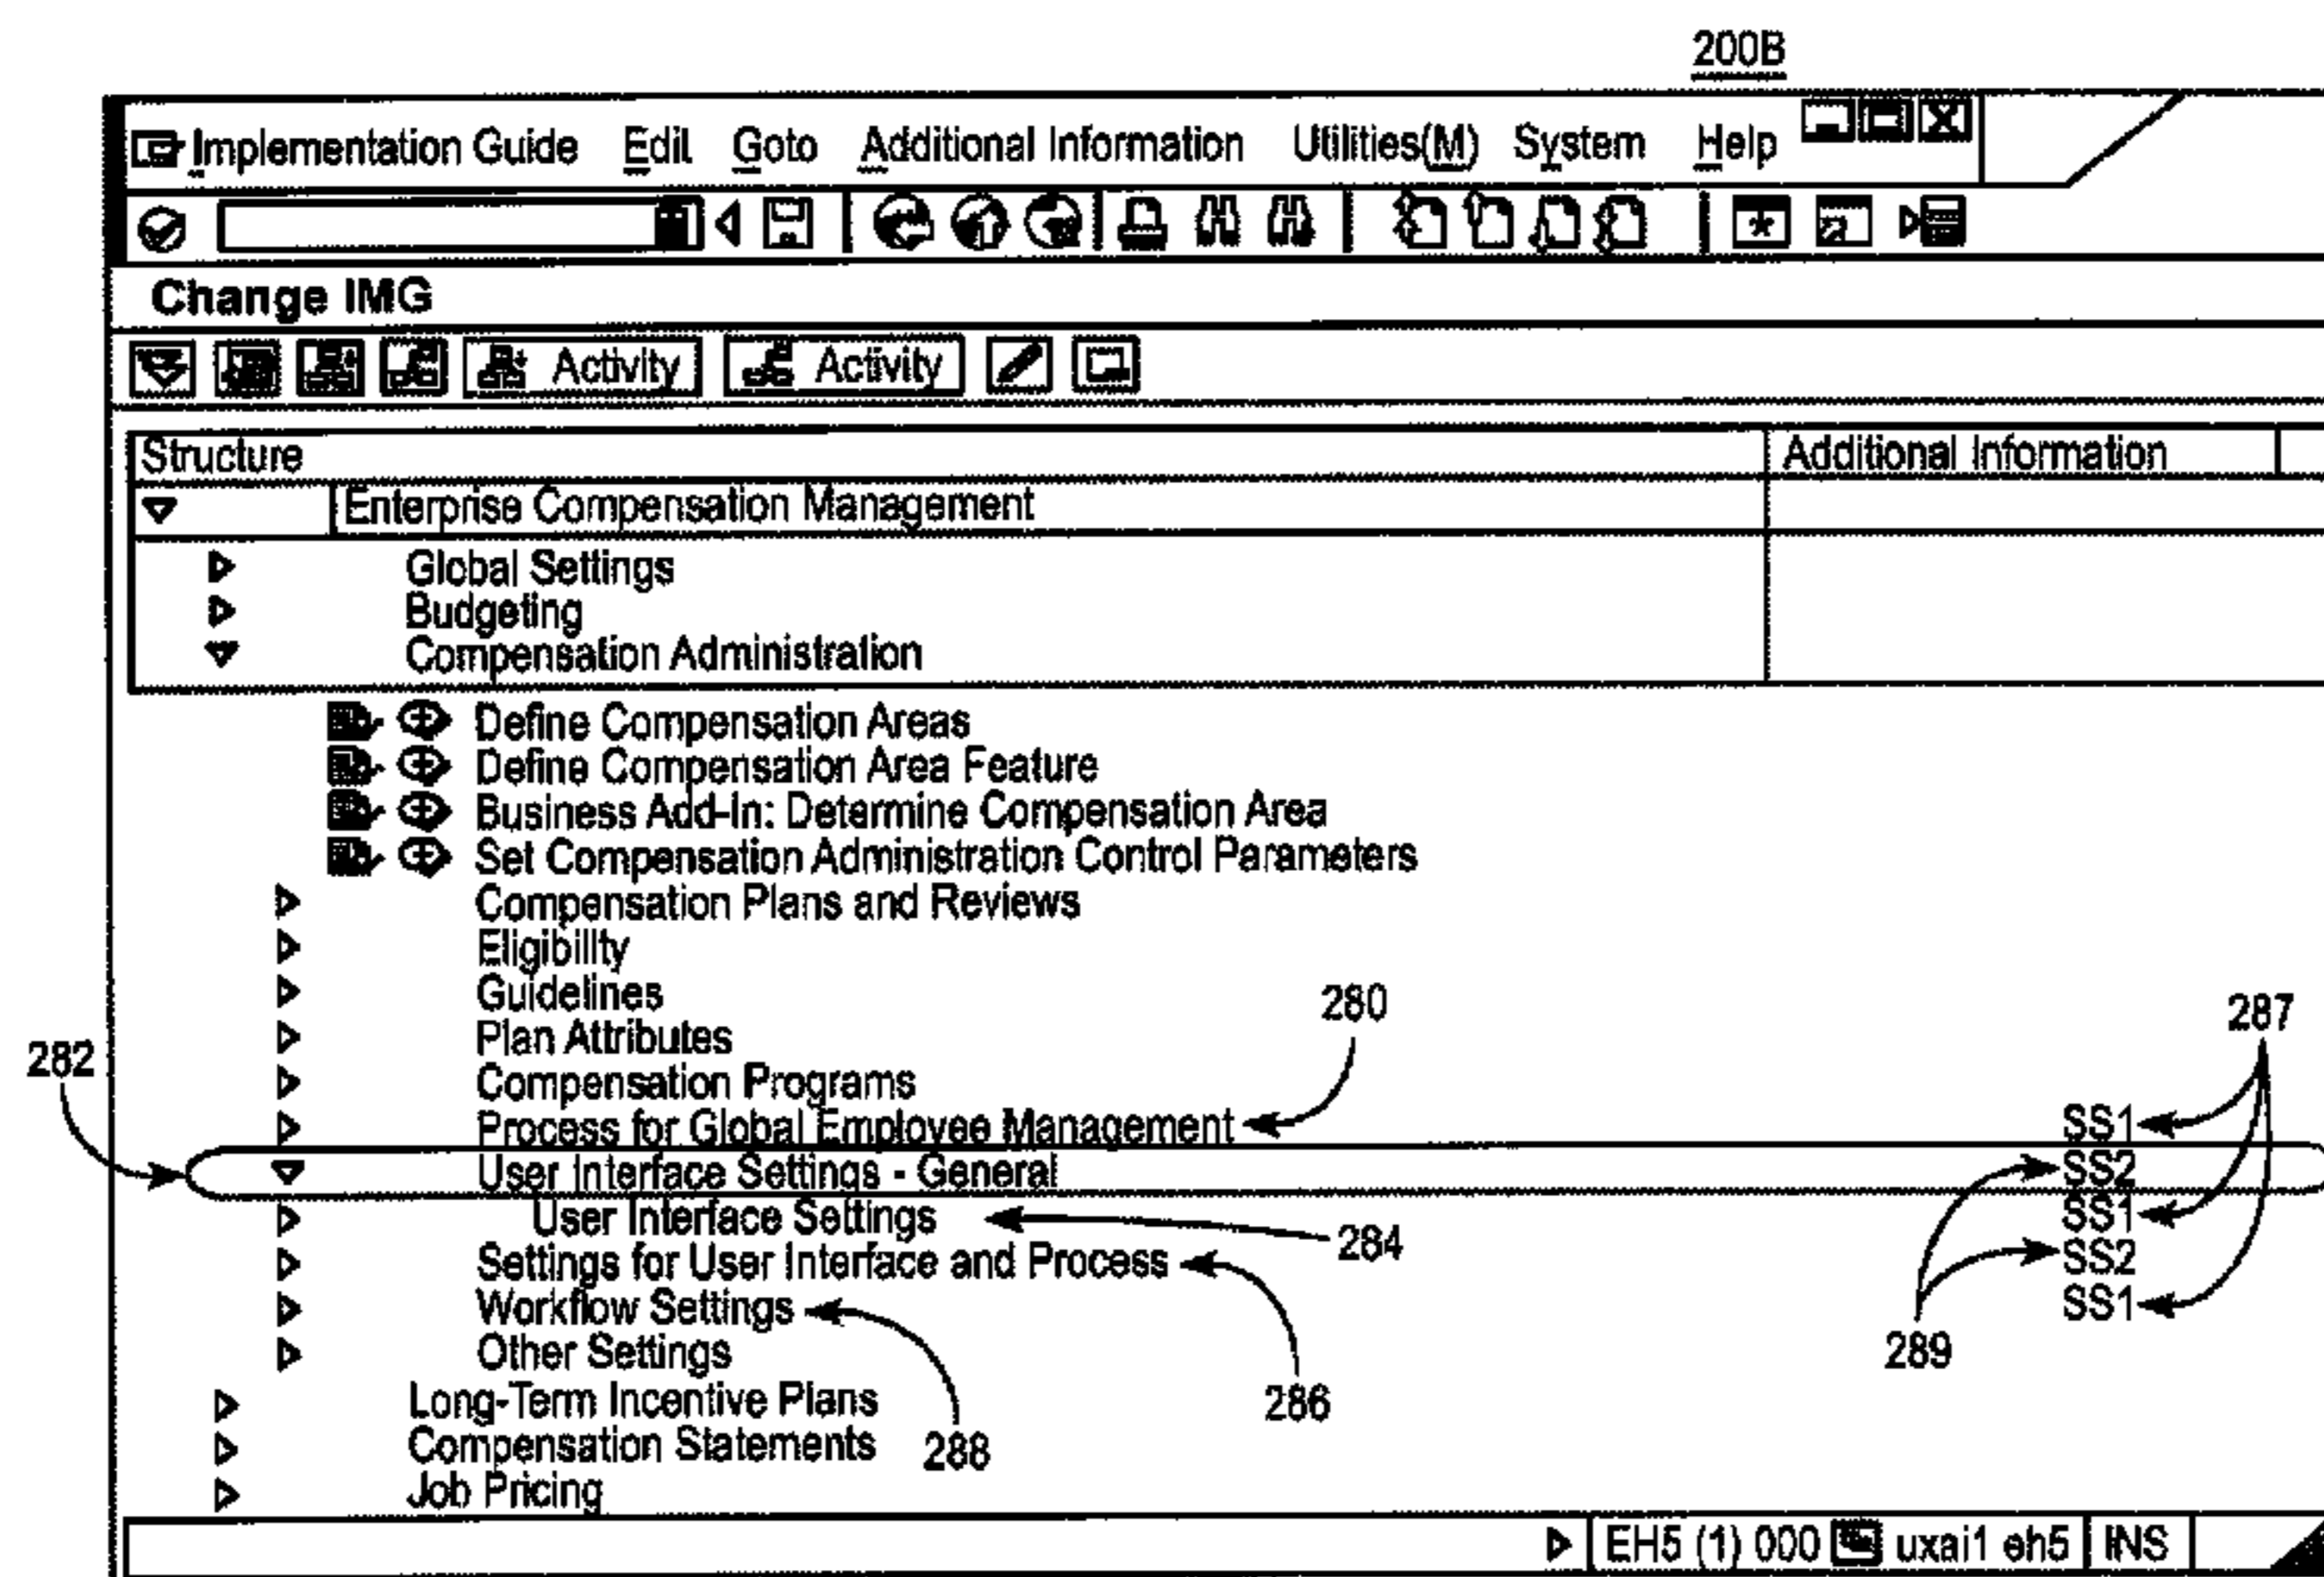 200B
Implementation Guide Edit Goto Additional Information Utilities(M) System Help
Change IMG
Activity Activity
Structure Additional Information
Enterprise Compensation Management
Global Settings
Budgeting
Compensation Administration
Define Compensation Areas
Define Compensation Area Feature
Business Add-In: Determine Compensation Area
Set Compensation Administration Control Parameters
Compensation Plans and Reviews
Eligibility
Guidelines
280
287
Plan Attributes
282
Compensation Programs
Process for Global Employee Management SS1
User Interface Settings - General SS2
User Interface Settings SS1
284
Settings for User Interface and Process SS2
Workflow Settings SS1
Other Settings 289
Long-Term Incentive Plans 286
Compensation Statements 288
Job Pricing
EH5 (1) 000 uxai1 eh5 INS